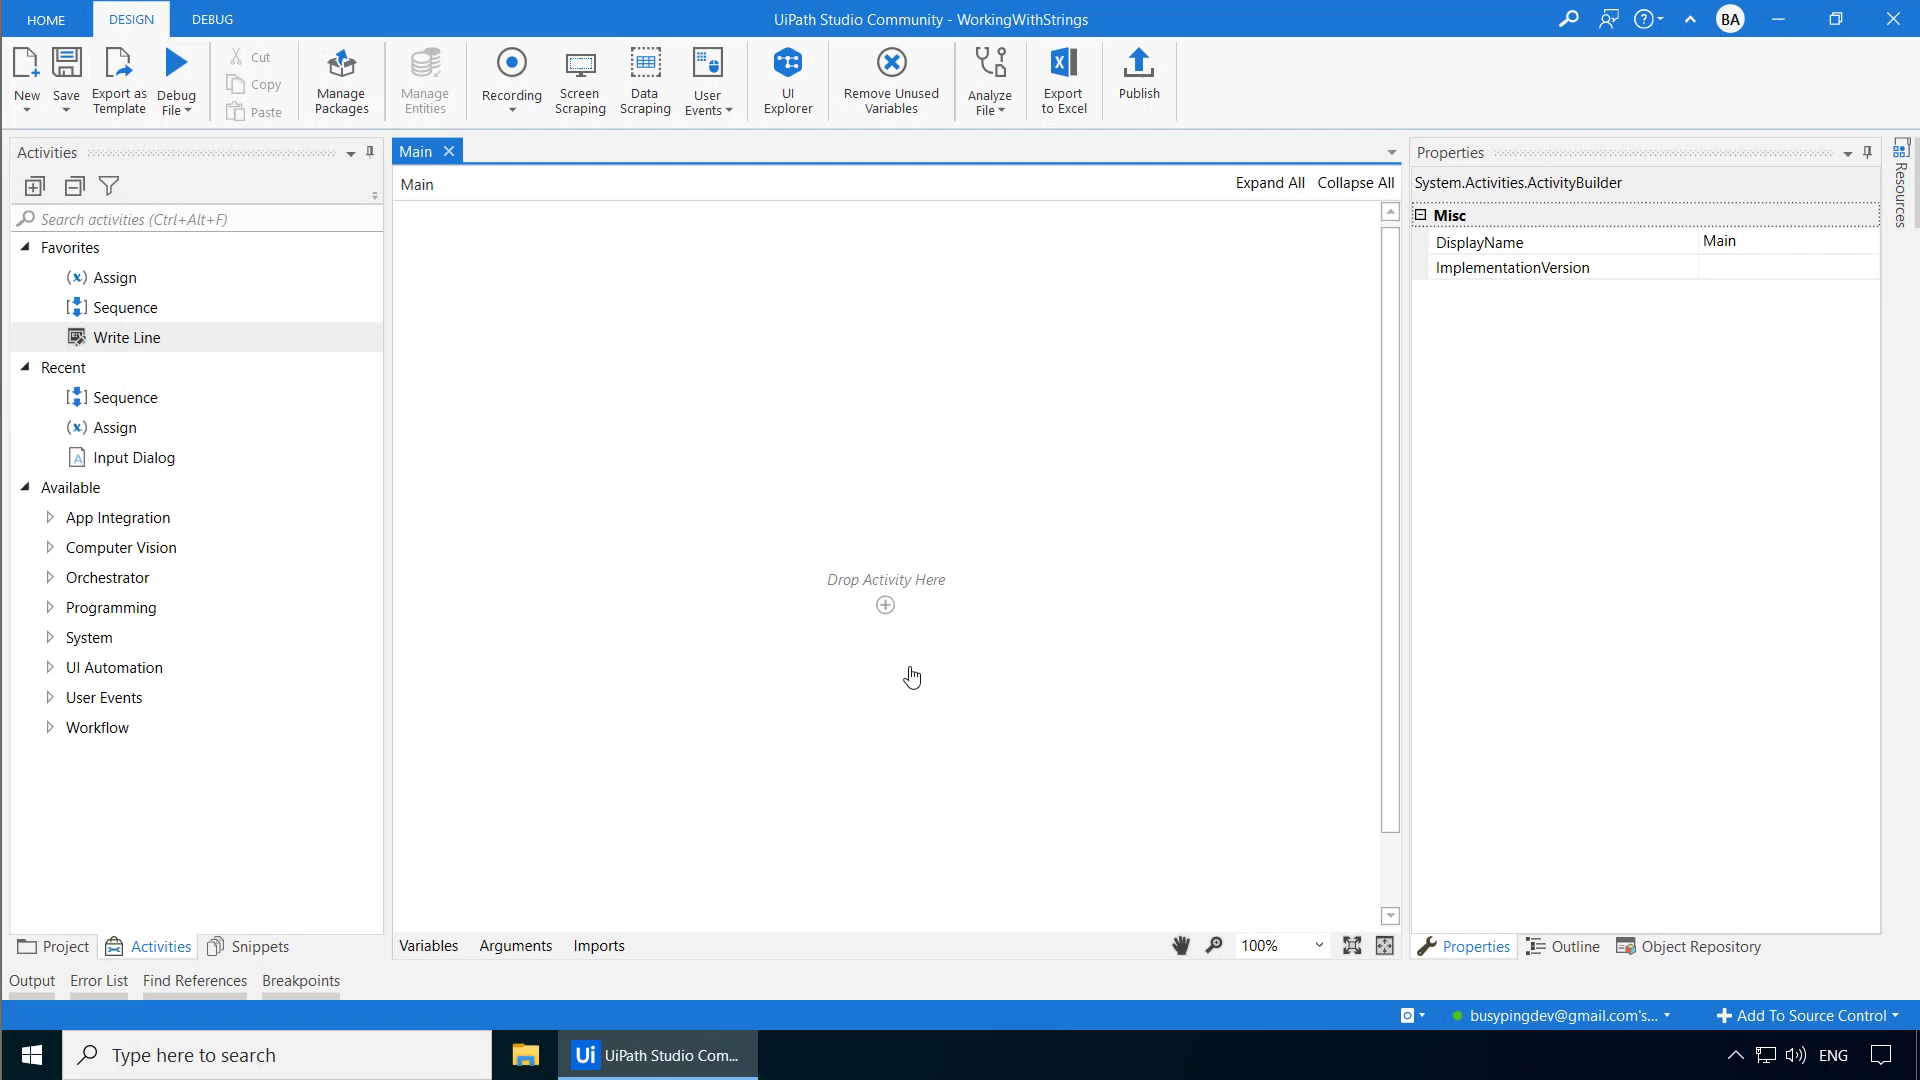 HOME
DESIGN
DEBUG
UiPath Studio Community - WorkingWithStrings
BA
New
Save
Export as
Template
Debug
File
Cut
Copy
Paste
Manage
Packages
Manage
Entities
Recording
Screen
Scraping
Data
Scraping
User
Events
UI
Explorer
Remove Unused
Variables
Analyze
File
Export
to Excel
Publish
Activities
Search activities (Ctrl+Alt+F)
Favorites
Assign
Sequence
Write Line
Recent
Sequence
Assign
Input Dialog
Available
App Integration
Computer Vision
Orchestrator
Programming
System
UI Automation
User Events
Workflow
Project
Activities
Snippets
Main
Main
Expand All
Collapse All
Drop Activity Here
Variables
Arguments
Imports
100%
Properties
System.Activities.ActivityBuilder
Misc
DisplayName
Main
ImplementationVersion
Properties
Outline
Object Repository
Resources
Output
Error List
Find References
Breakpoints
busypingdev@gmail.com's...
Add To Source Control
Type here to search
Ui
UiPath Studio Com...
ENG